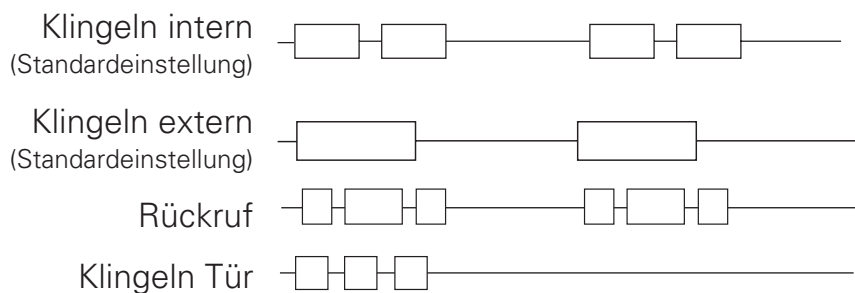 Klingeln intern
(Standardeinstellung)
Klingeln extern
(Standardeinstellung)
Rückruf
Klingeln Tür